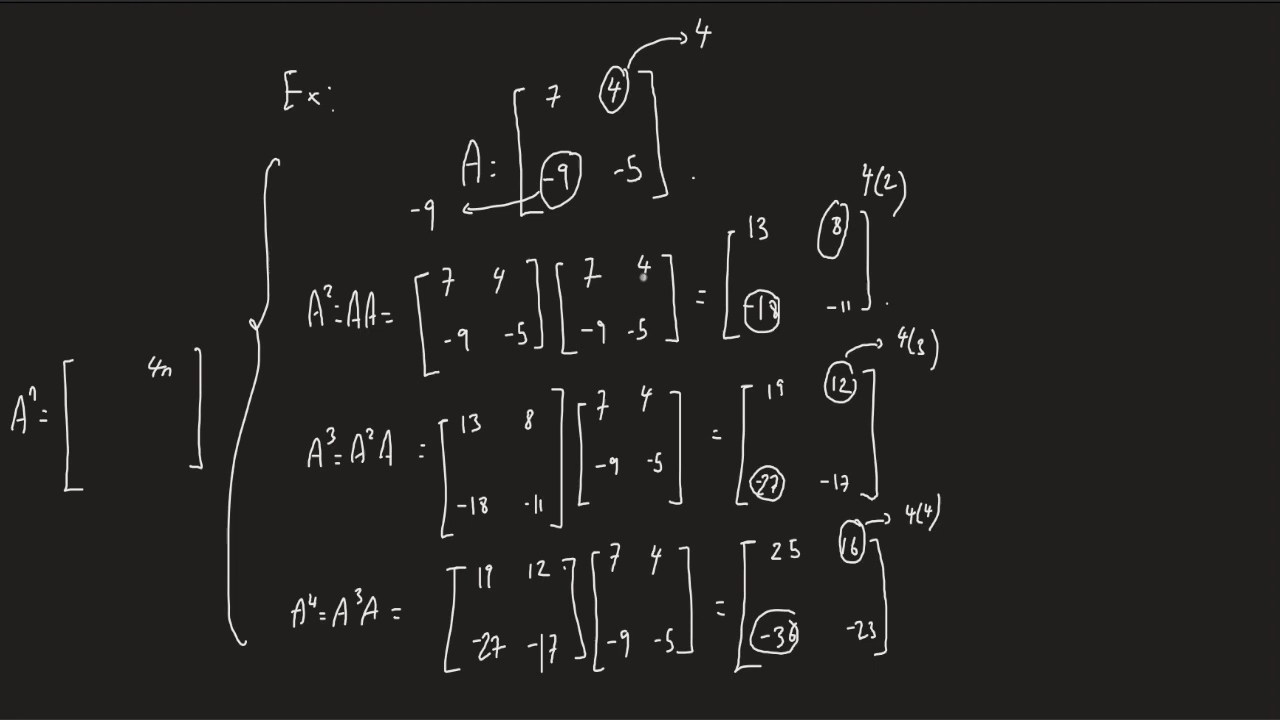 Ex:
A: [ 7 4 → 4
-9 ← -9 -5 ] .
A²=AA= [ 7 4 ; -9 -5 ] [ 7 4 ; -9 -5 ] = [ 13 8 ; -18 -11 ] . 4(2)
Aⁿ= [ 4n ]
A³=A²A = [ 13 8 ; -18 -11 ] [ 7 4 ; -9 -5 ] = [ 19 12 ; -27 -17 ] → 4(3)
A⁴=A³A = [ 19 12 ; -27 -17 ] [ 7 4 ; -9 -5 ] = [ 25 16 ; -36 -23 ] → 4(4)